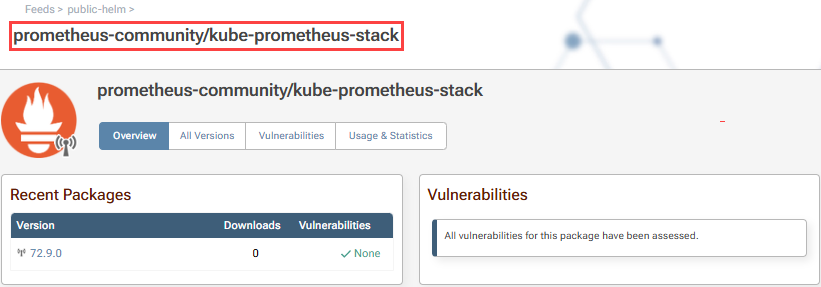 Feeds > public-helm >
prometheus-community/kube-prometheus-stack
prometheus-community/kube-prometheus-stack
Overview All Versions Vulnerabilities Usage & Statistics
Recent Packages
Version Downloads Vulnerabilities
72.9.0 0 None
Vulnerabilities
All vulnerabilities for this package have been assessed.